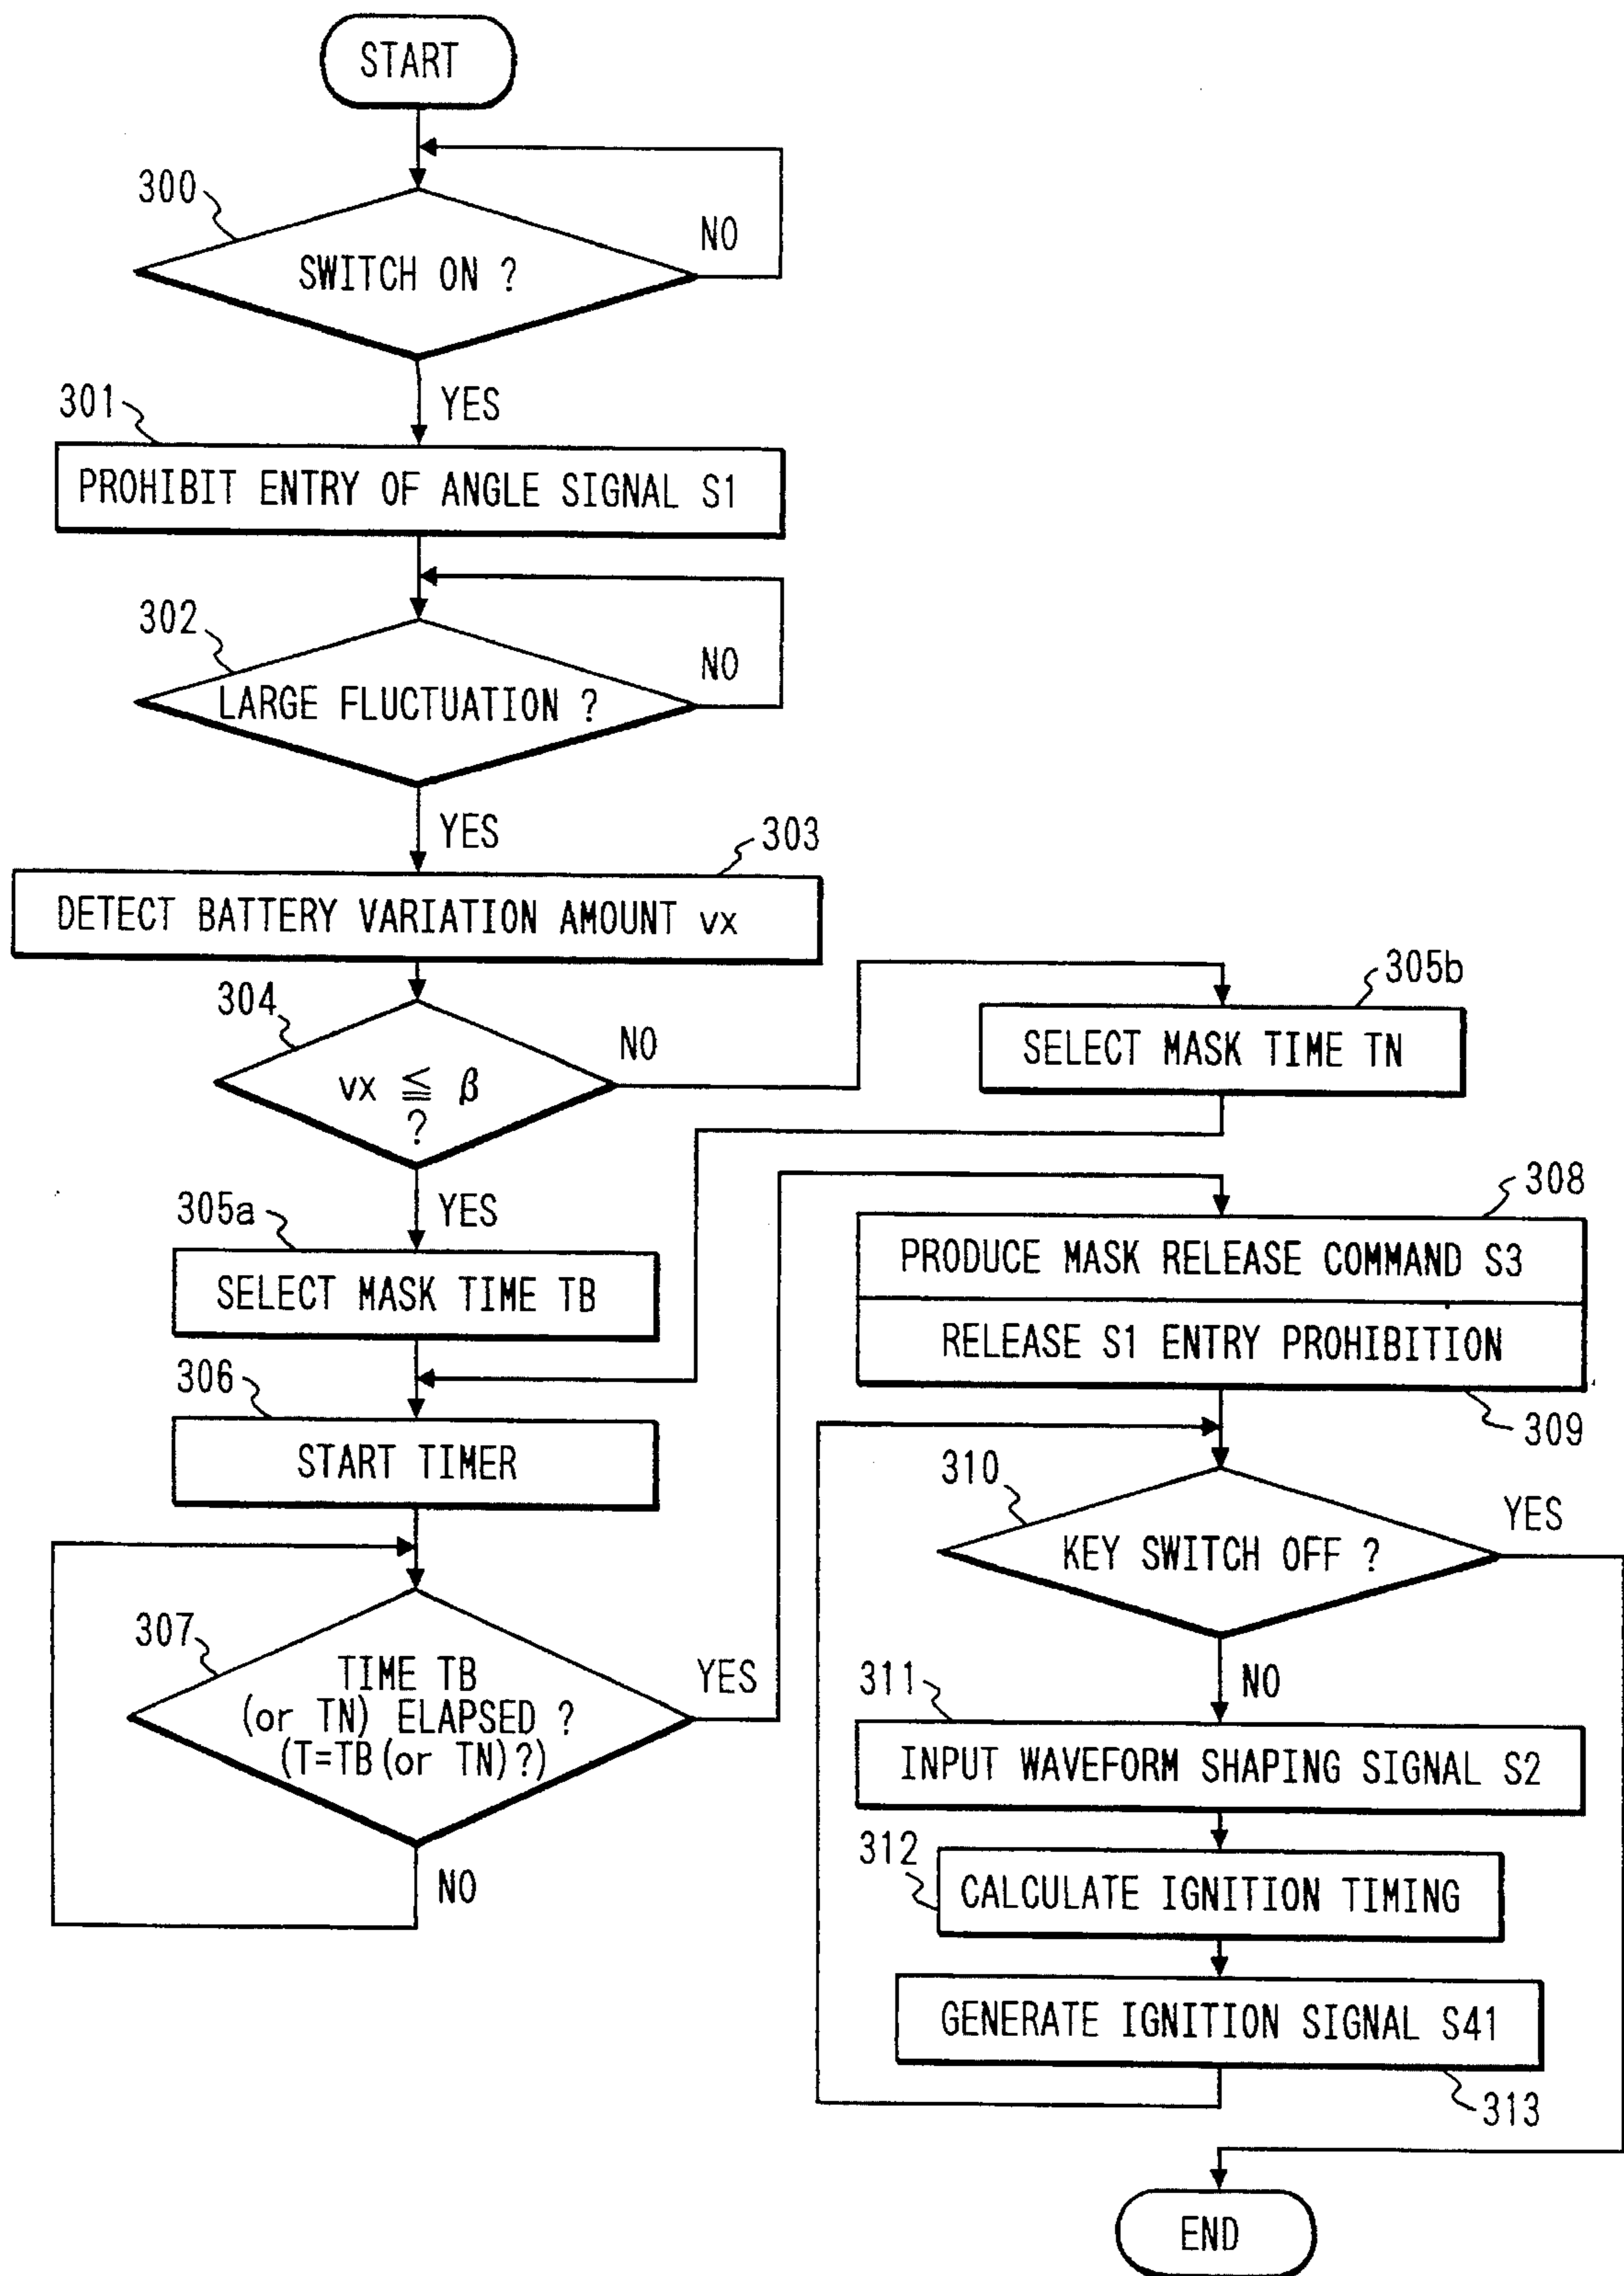 START
300
NO
SWITCH ON ?
YES
301
PROHIBIT ENTRY OF ANGLE SIGNAL S1
302
NO
LARGE FLUCTUATION ?
YES
303
DETECT BATTERY VARIATION AMOUNT vx
304
NO
vx ≦ β
?
YES
305b
SELECT MASK TIME TN
305a
SELECT MASK TIME TB
306
START TIMER
307
TIME TB
(or TN) ELAPSED ?
(T=TB(or TN)?)
YES
NO
308
PRODUCE MASK RELEASE COMMAND S3
RELEASE S1 ENTRY PROHIBITION
309
310
YES
KEY SWITCH OFF ?
NO
311
INPUT WAVEFORM SHAPING SIGNAL S2
312
CALCULATE IGNITION TIMING
GENERATE IGNITION SIGNAL S41
313
END